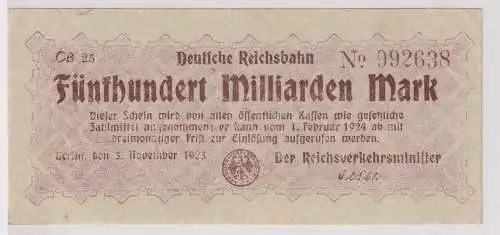 CB 25
Deutsche Reichsbahn
No 992638
Fünfhundert Milliarden Mark
Dieser Schein wird von allen öffentlichen Kassen wie gesetzliche
Zahlmittel angenommen; er kann vom 1. Februar 1924 ab mit
dreimonatiger Frist zur Einlösung aufgerufen werden.
Berlin, den 3. November 1923
Der Reichsverkehrsminister